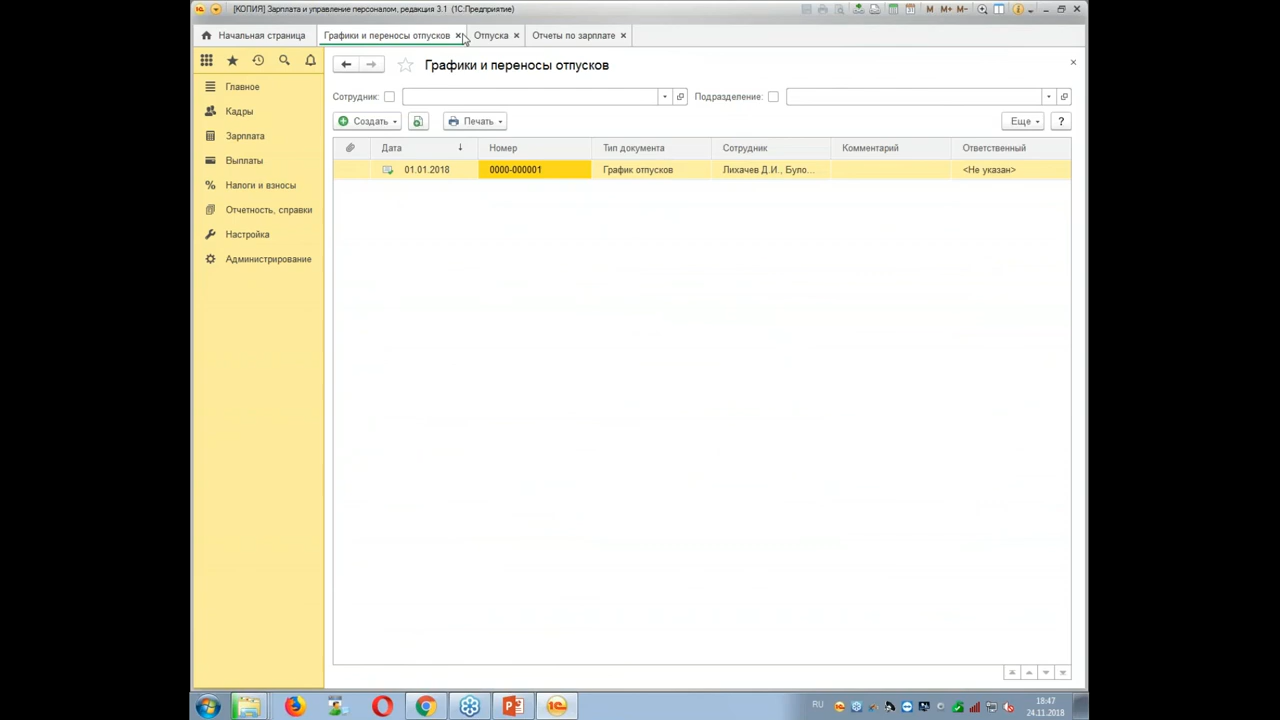 [КОПИЯ] Зарплата и управление персоналом, редакция 3.1 (1С:Предприятие)
M M+ M-
Начальная страница
Графики и переносы отпусков ×
Отпуска ×
Отчеты по зарплате ×
Графики и переносы отпусков
Главное
Кадры
Зарплата
Выплаты
Налоги и взносы
Отчетность, справки
Настройка
Администрирование
Сотрудник:
Подразделение:
Создать
Печать
Еще
?
Дата Номер Тип документа Сотрудник Комментарий Ответственный
01.01.2018 0000-000001 График отпусков Лихачев Д.И., Було... <Не указан>
RU
18:47
24.11.2018